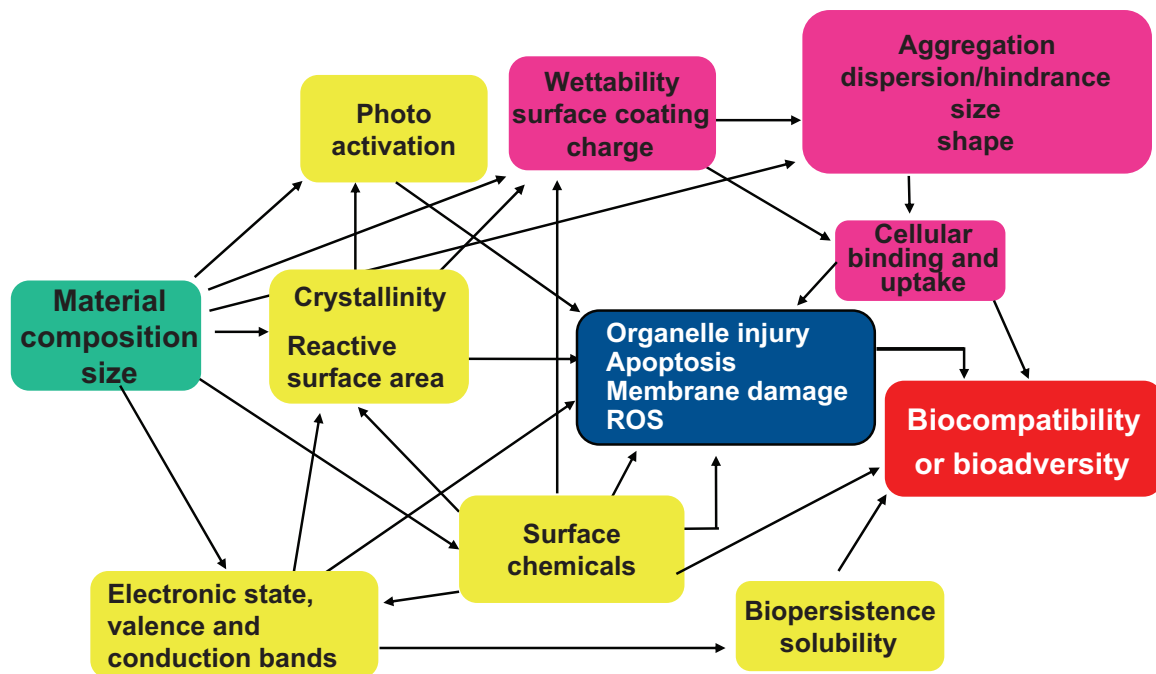 Aggregation
dispersion/hindrance
size
shape
Wettability
surface coating
charge
Photo
activation
Cellular
binding and
uptake
Material
composition
size
Crystallinity
Reactive
surface area
Organelle injury
Apoptosis
Membrane damage
ROS
Biocompatibility
or bioadversity
Surface
chemicals
Electronic state,
valence and
conduction bands
Biopersistence
solubility